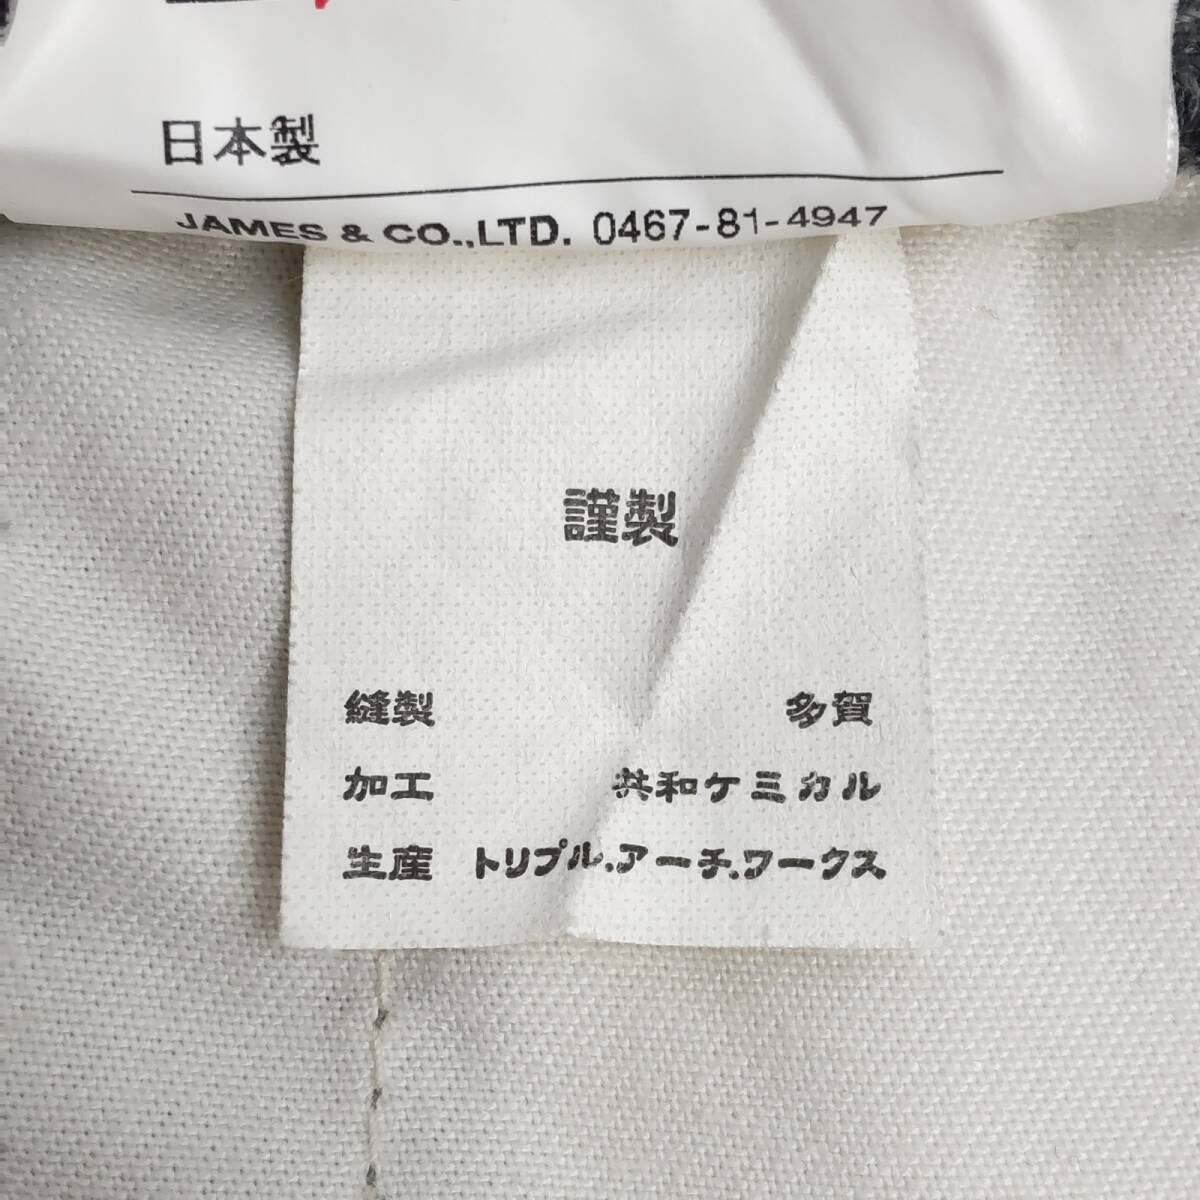 日本製
JAMES & CO.,LTD. 0467-81-4947
謹製
縫製 多賀
加工 共和ケミカル
生産 トリプル.アーチ.ワークス